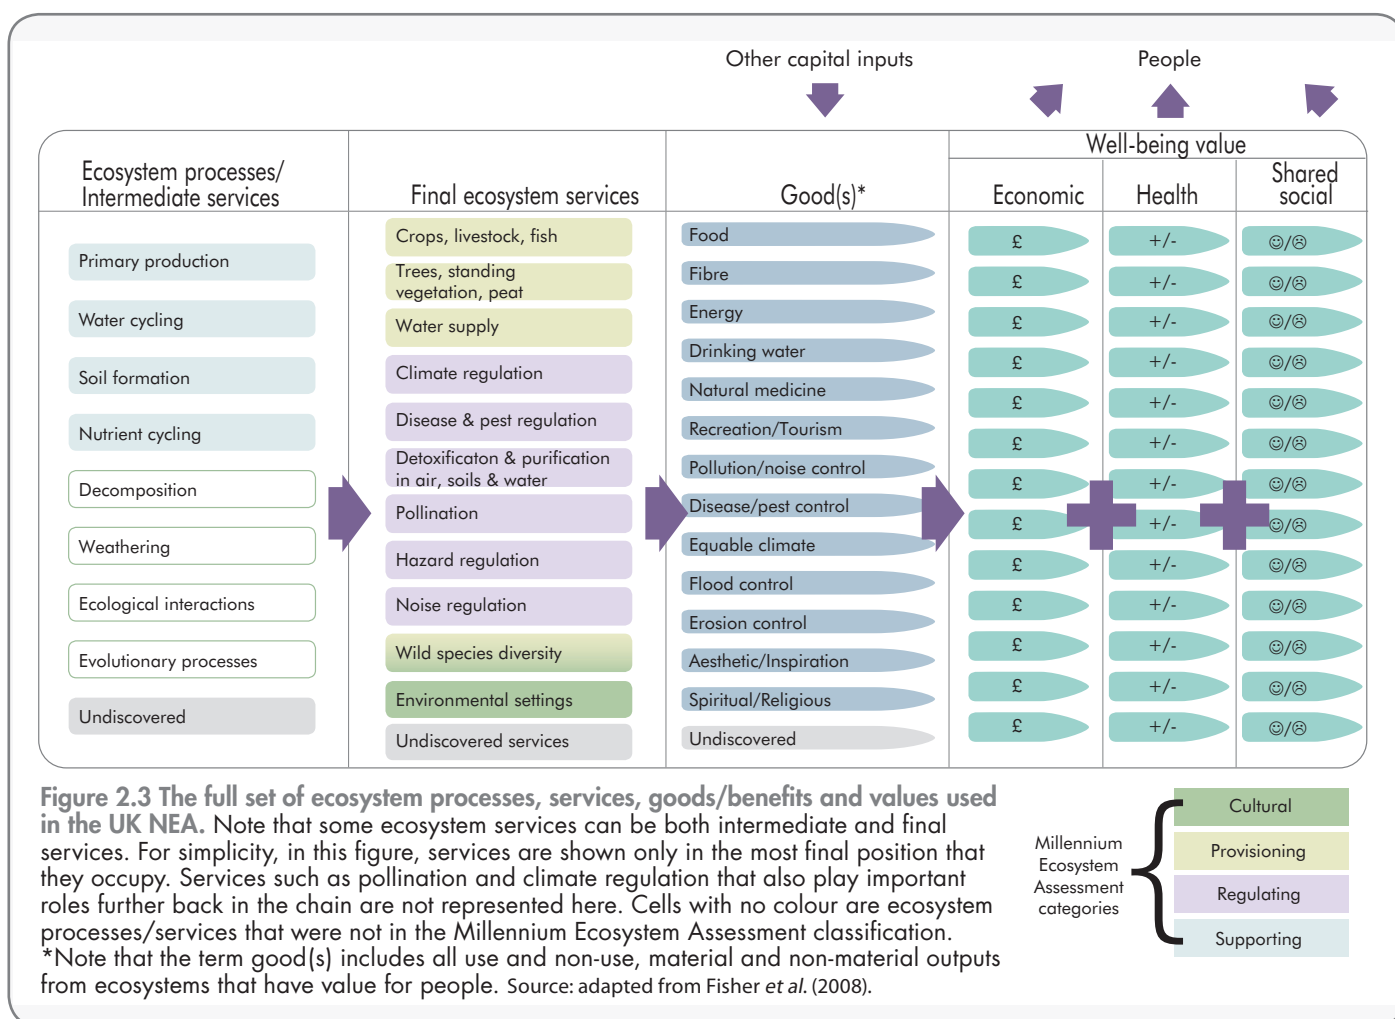 Other capital inputs
People
Well-being value
Ecosystem processes/
Intermediate services
Final ecosystem services
Good(s)*
Economic
Health
Shared
social
Primary production
Water cycling
Soil formation
Nutrient cycling
Decomposition
Weathering
Ecological interactions
Evolutionary processes
Undiscovered
Crops, livestock, fish
Trees, standing
vegetation, peat
Water supply
Climate regulation
Disease & pest regulation
Detoxificaton & purification
in air, soils & water
Pollination
Hazard regulation
Noise regulation
Wild species diversity
Environmental settings
Undiscovered services
Food
Fibre
Energy
Drinking water
Natural medicine
Recreation/Tourism
Pollution/noise control
Disease/pest control
Equable climate
Flood control
Erosion control
Aesthetic/Inspiration
Spiritual/Religious
Undiscovered
£ +/- ☺/☹
£ +/- ☺/☹
£ +/- ☺/☹
£ +/- ☺/☹
£ +/- ☺/☹
£ +/- ☺/☹
£ +/- ☺/☹
£ +/- ☺/☹
£ +/- ☺/☹
£ +/- ☺/☹
£ +/- ☺/☹
£ +/- ☺/☹
£ +/- ☺/☹
Figure 2.3 The full set of ecosystem processes, services, goods/benefits and values used
in the UK NEA. Note that some ecosystem services can be both intermediate and final
services. For simplicity, in this figure, services are shown only in the most final position that
they occupy. Services such as pollination and climate regulation that also play important
roles further back in the chain are not represented here. Cells with no colour are ecosystem
processes/services that were not in the Millennium Ecosystem Assessment classification.
*Note that the term good(s) includes all use and non-use, material and non-material outputs
from ecosystems that have value for people. Source: adapted from Fisher et al. (2008).
Millennium
Ecosystem
Assessment
categories
Cultural
Provisioning
Regulating
Supporting